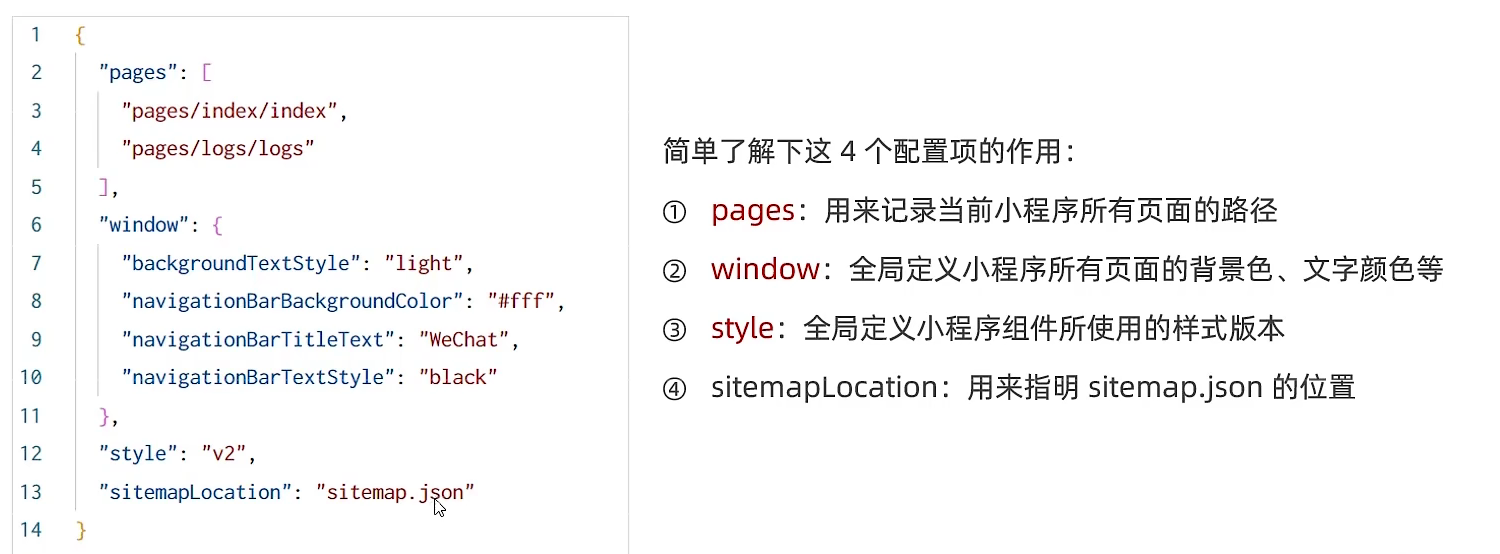 1 {
2 "pages": [
3 "pages/index/index",
4 "pages/logs/logs"
5 ],
6 "window": {
7 "backgroundTextStyle": "light",
8 "navigationBarBackgroundColor": "#fff",
9 "navigationBarTitleText": "WeChat",
10 "navigationBarTextStyle": "black"
11 },
12 "style": "v2",
13 "sitemapLocation": "sitemap.json"
14 }
简单了解下这 4 个配置项的作用：
① pages：用来记录当前小程序所有页面的路径
② window：全局定义小程序所有页面的背景色、文字颜色等
③ style：全局定义小程序组件所使用的样式版本
④ sitemapLocation：用来指明 sitemap.json 的位置